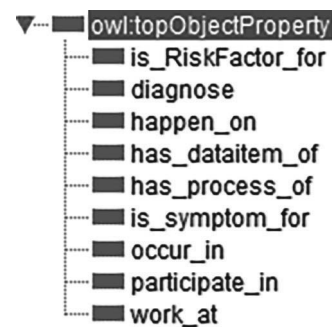 owl:topObjectProperty
is_RiskFactor_for
diagnose
happen_on
has_dataitem_of
has_process_of
is_symptom_for
occur_in
participate_in
work_at